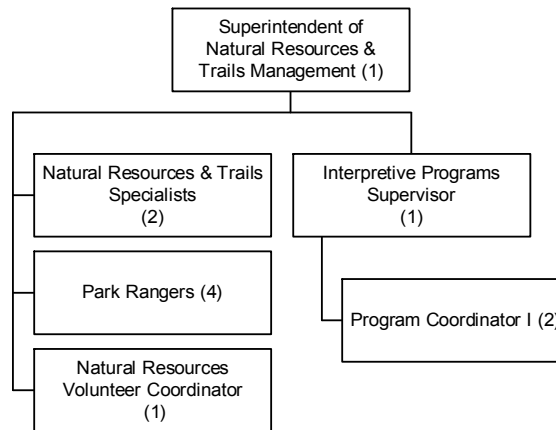 Superintendent of
Natural Resources &
Trails Management (1)
Natural Resources & Trails
Specialists
(2)
Interpretive Programs
Supervisor
(1)
Park Rangers (4)
Program Coordinator I (2)
Natural Resources
Volunteer Coordinator
(1)